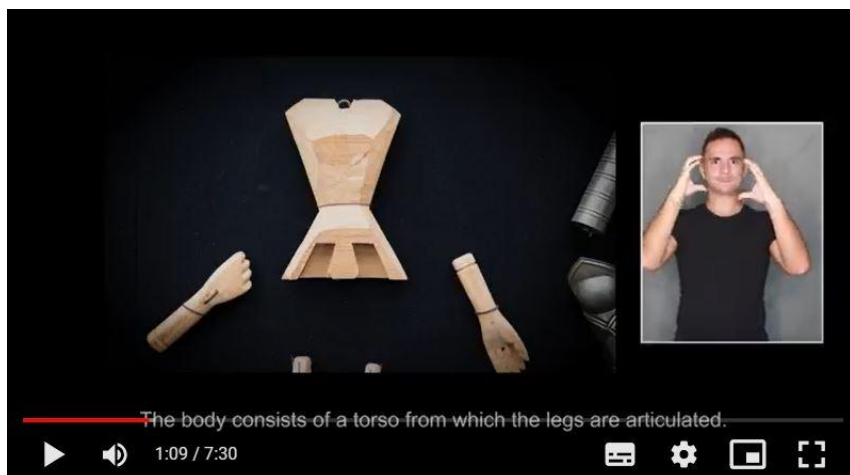 The body consists of a torso from which the legs are articulated.
1:09 / 7:30